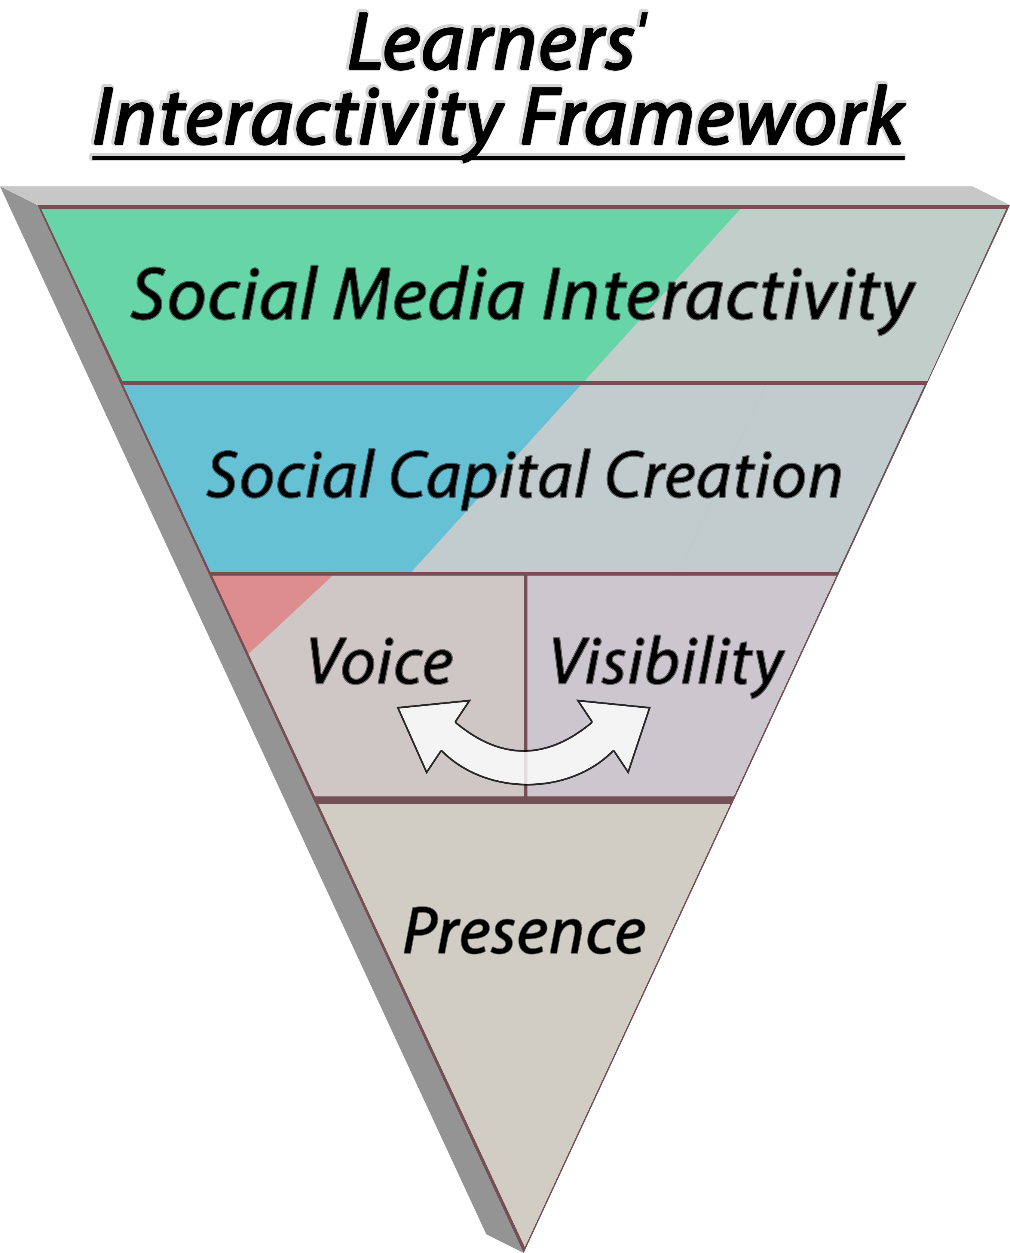 Learners'
Interactivity Framework
Social Media Interactivity
Social Capital Creation
Voice
Visibility
Presence